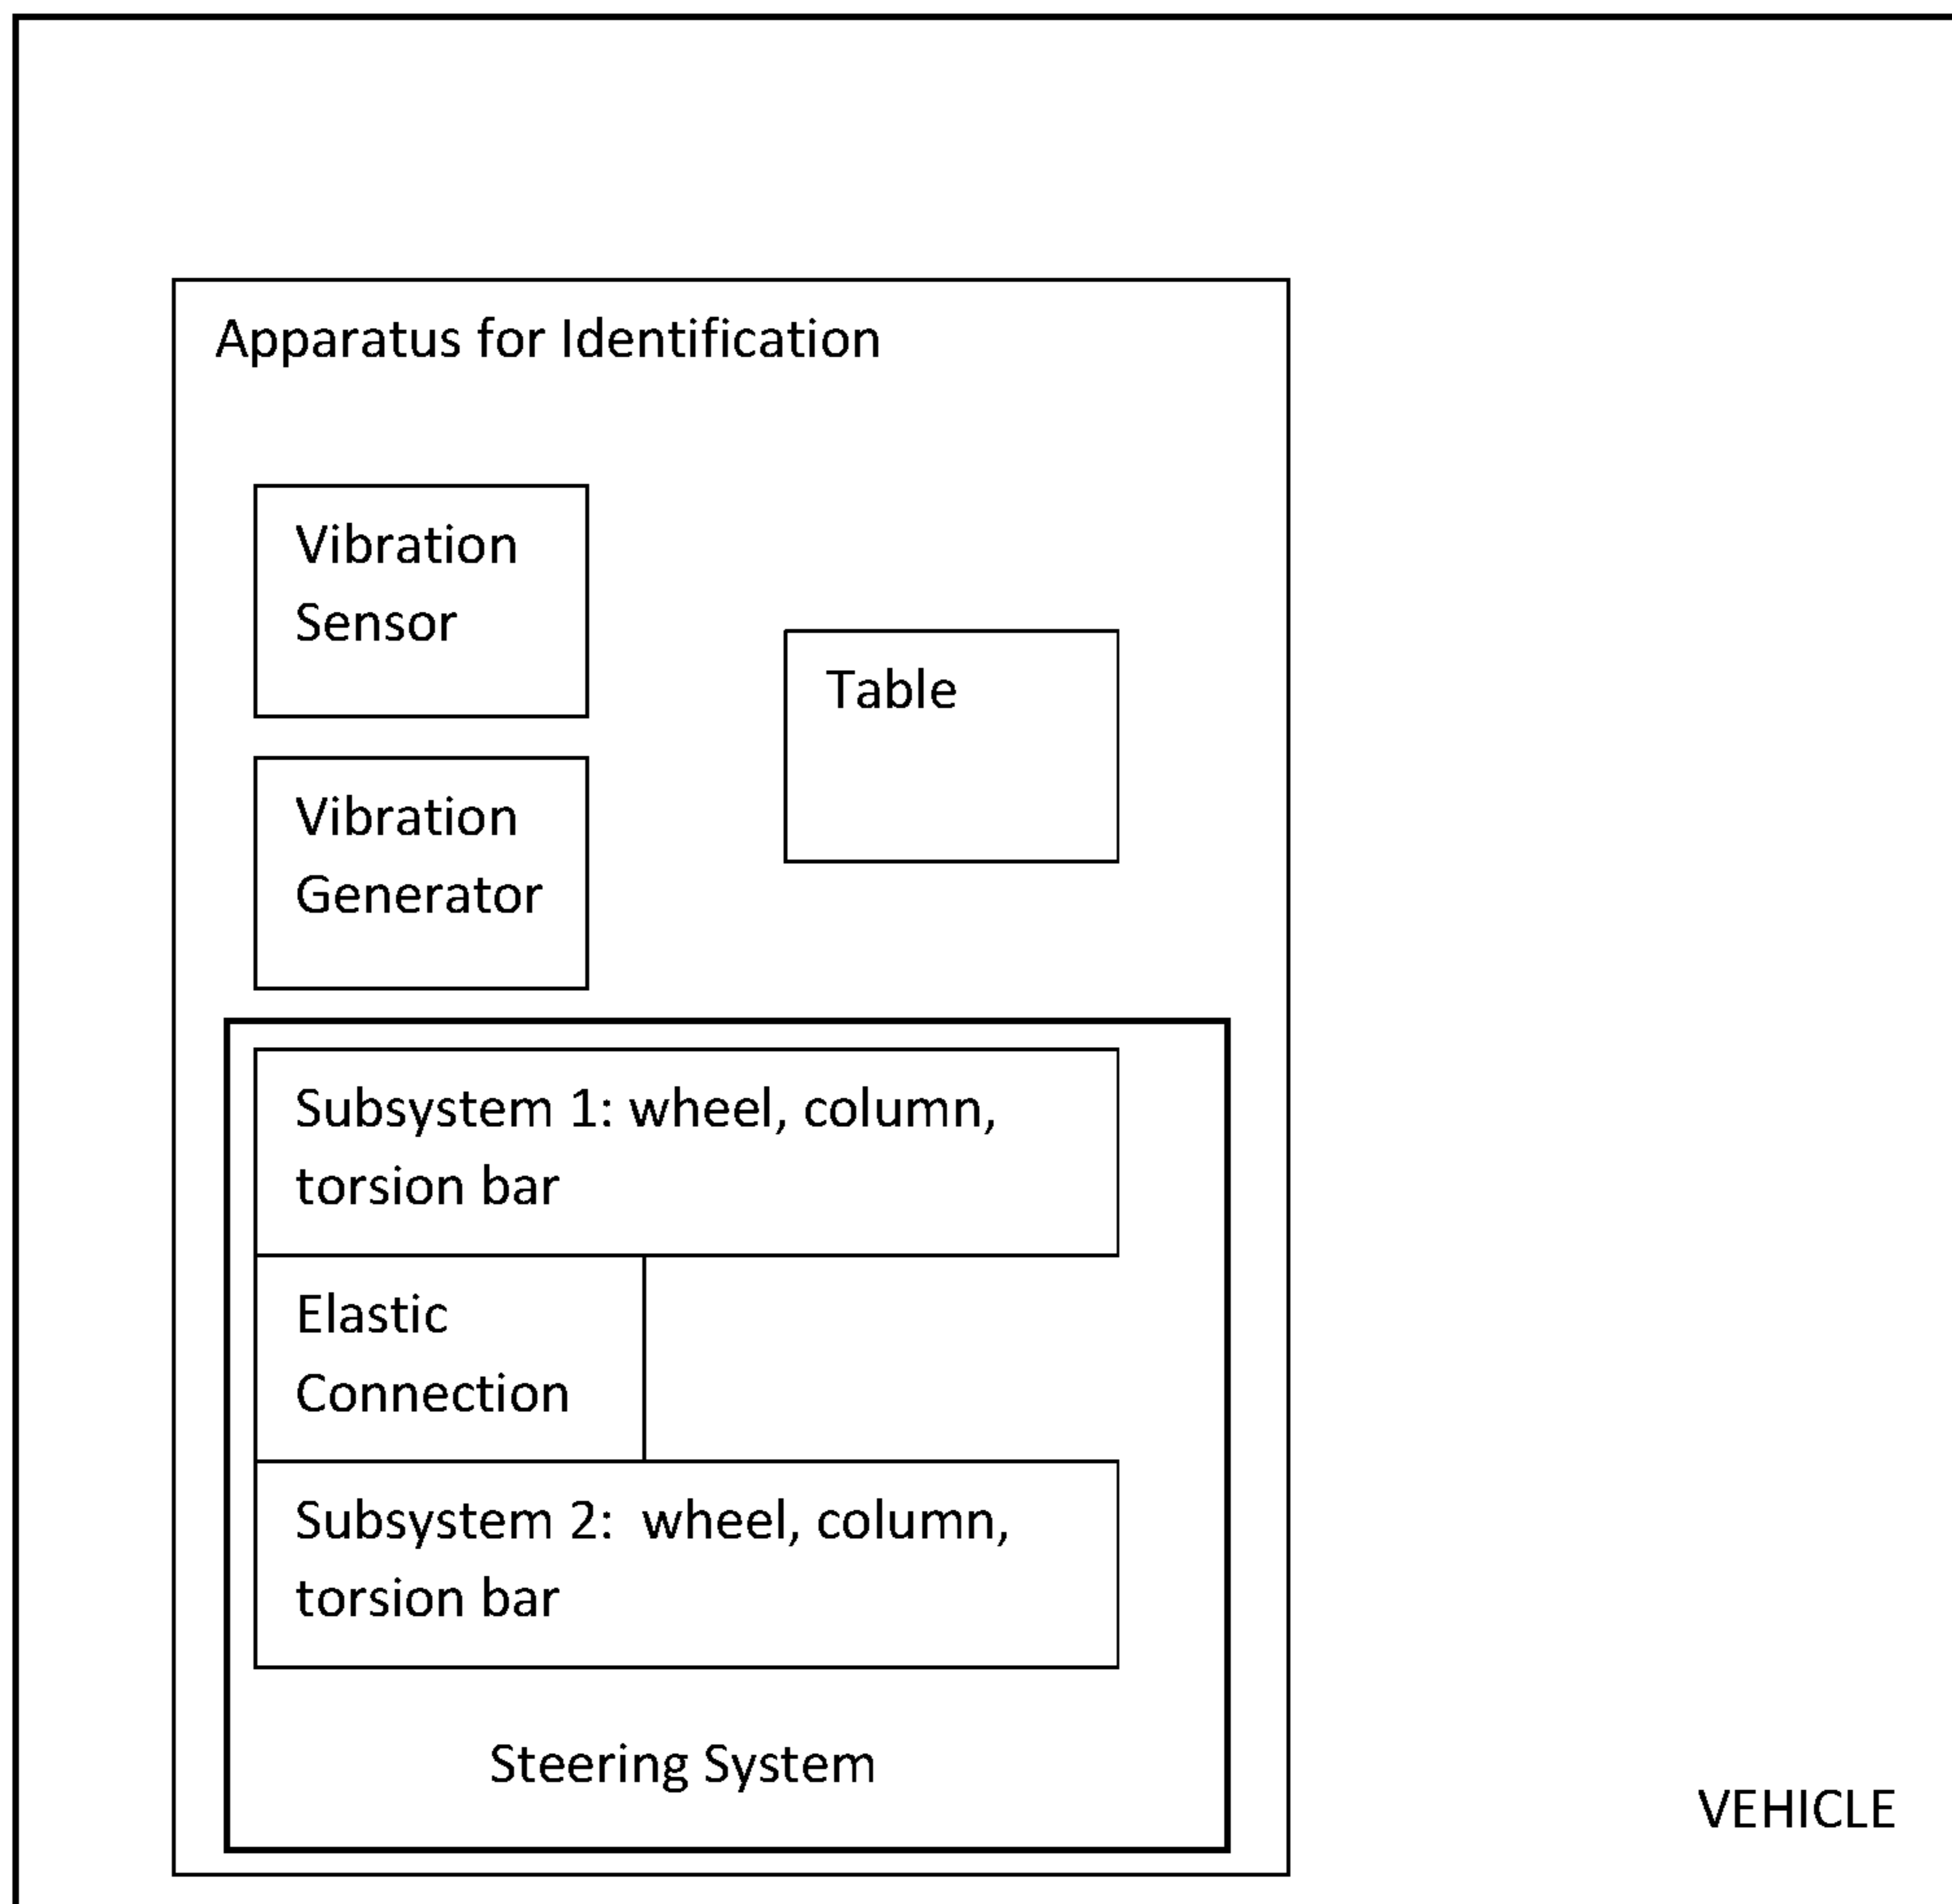 Apparatus for Identification
Vibration
Sensor
Table
Vibration
Generator
Subsystem 1: wheel, column,
torsion bar
Elastic
Connection
Subsystem 2:  wheel, column,
torsion bar
Steering System
VEHICLE